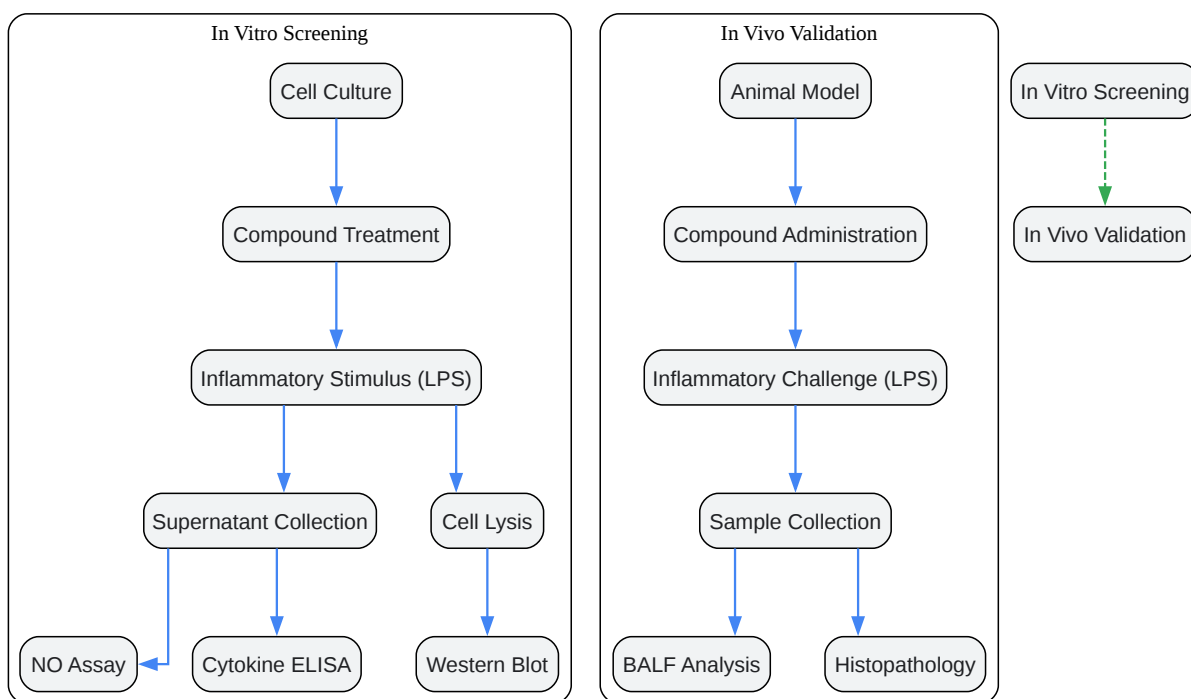 In Vitro Screening
Cell Culture
Compound Treatment
Inflammatory Stimulus (LPS)
Supernatant Collection
Cell Lysis
NO Assay
Cytokine ELISA
Western Blot
In Vivo Validation
Animal Model
Compound Administration
Inflammatory Challenge (LPS)
Sample Collection
BALF Analysis
Histopathology
In Vitro Screening
In Vivo Validation